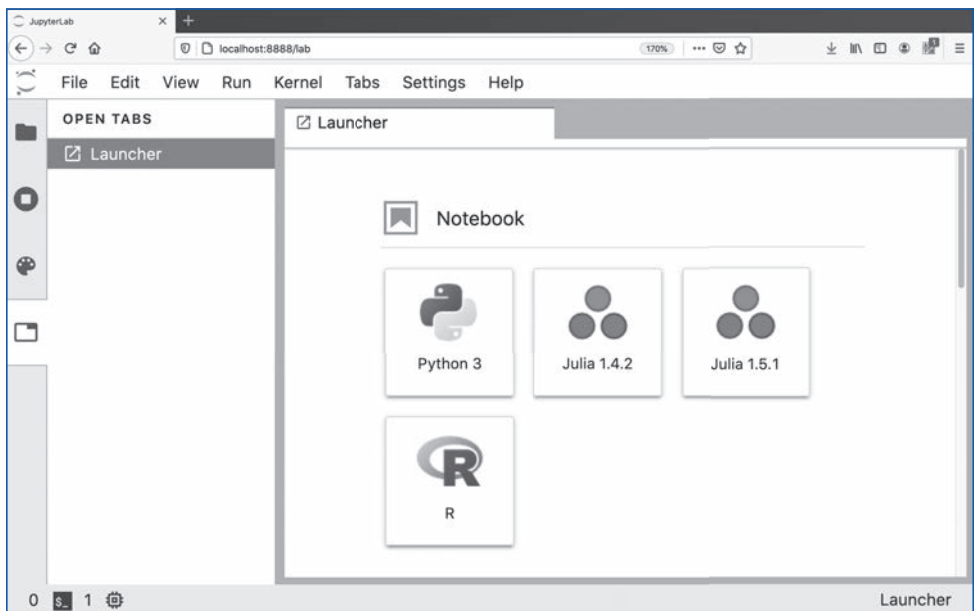 JupyterLab
localhost:8888/lab
170%
File Edit View Run Kernel Tabs Settings Help
OPEN TABS
Launcher
Launcher
Notebook
Python 3
Julia 1.4.2
Julia 1.5.1
R
R
0 $_ 1
Launcher